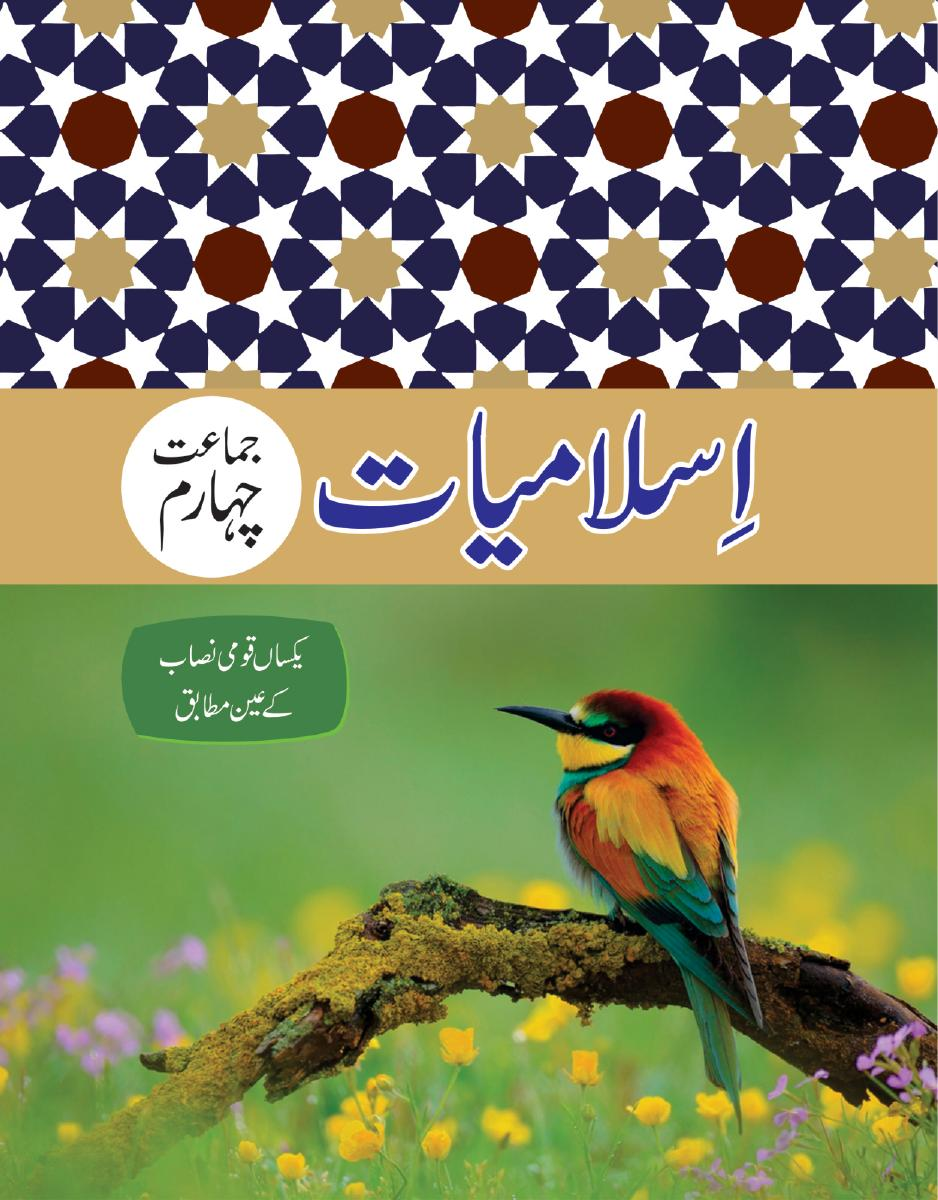 اِسلامیات
جماعت
چہارم
یکساں قومی نصاب
کے عین مطابق